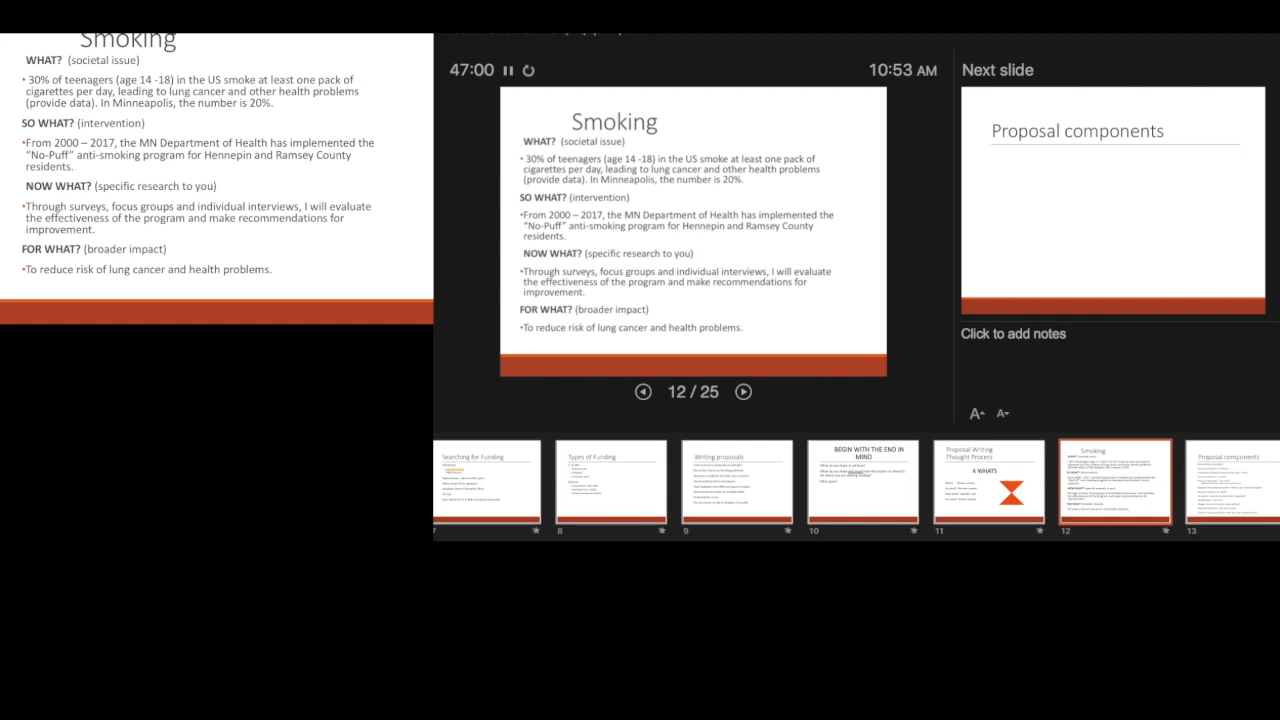 Smoking
WHAT? (societal issue)
• 30% of teenagers (age 14 -18) in the US smoke at least one pack of
cigarettes per day, leading to lung cancer and other health problems
(provide data). In Minneapolis, the number is 20%.
SO WHAT? (intervention)
•From 2000 – 2017, the MN Department of Health has implemented the
“No-Puff” anti-smoking program for Hennepin and Ramsey County
residents.
NOW WHAT? (specific research to you)
•Through surveys, focus groups and individual interviews, I will evaluate
the effectiveness of the program and make recommendations for
improvement.
FOR WHAT? (broader impact)
•To reduce risk of lung cancer and health problems.
47:00
10:53 AM
Smoking
WHAT? (societal issue)
• 30% of teenagers (age 14 -18) in the US smoke at least one pack of
cigarettes per day, leading to lung cancer and other health problems
(provide data). In Minneapolis, the number is 20%.
SO WHAT? (intervention)
•From 2000 – 2017, the MN Department of Health has implemented the
“No-Puff” anti-smoking program for Hennepin and Ramsey County
residents.
NOW WHAT? (specific research to you)
•Through surveys, focus groups and individual interviews, I will evaluate
the effectiveness of the program and make recommendations for
improvement.
FOR WHAT? (broader impact)
•To reduce risk of lung cancer and health problems.
12 / 25
Next slide
Proposal components
Click to add notes
A A
Searching for Funding
7
Types of Funding
8
Writing proposals
9
BEGIN WITH THE END IN
MIND
10
Proposal Writing
Thought Process
4 WHATS
11
Smoking
12
Proposal components
13